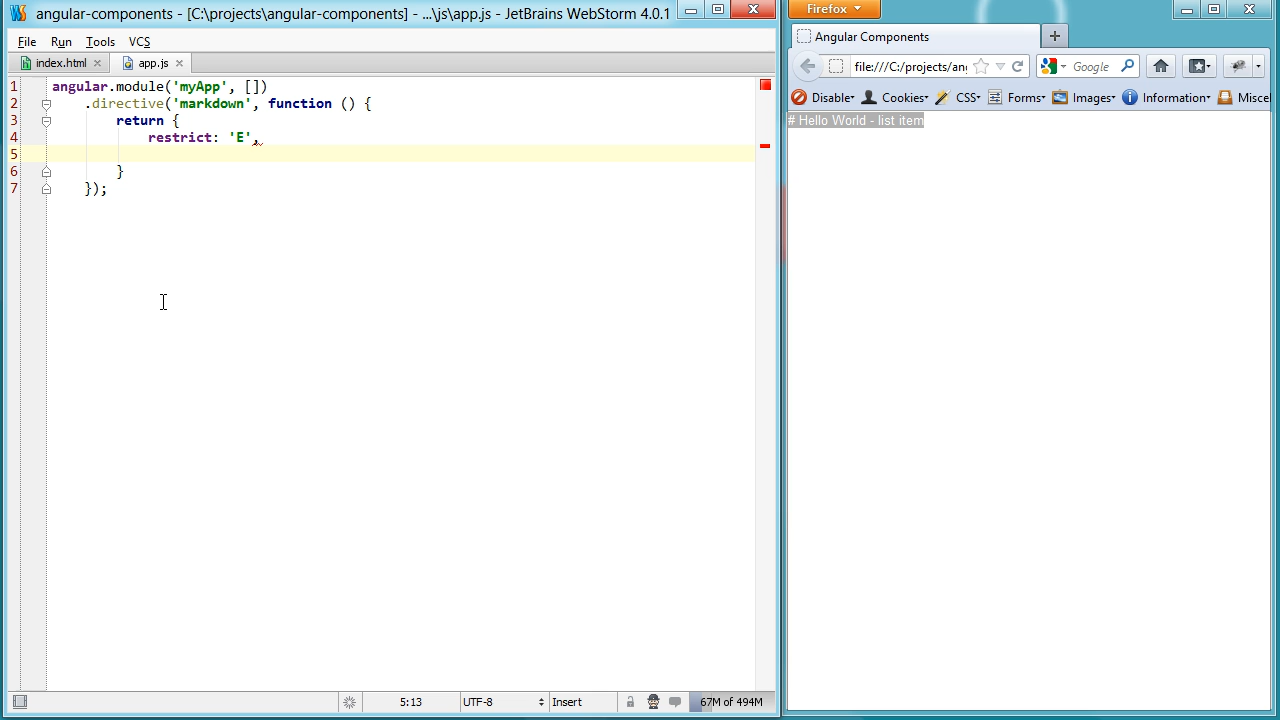 angular-components - [C:\projects\angular-components] - ...\js\app.js - JetBrains WebStorm 4.0.1
File Run Tools VCS
index.html app.js
1 angular.module('myApp', [])
2 .directive('markdown', function () {
3 return {
4 restrict: 'E',
5
6 }
7 });
5:13 UTF-8 Insert 67M of 494M
Firefox
Angular Components
file:///C:/projects/an Google
Disable Cookies CSS Forms Images Information Miscel
# Hello World - list item